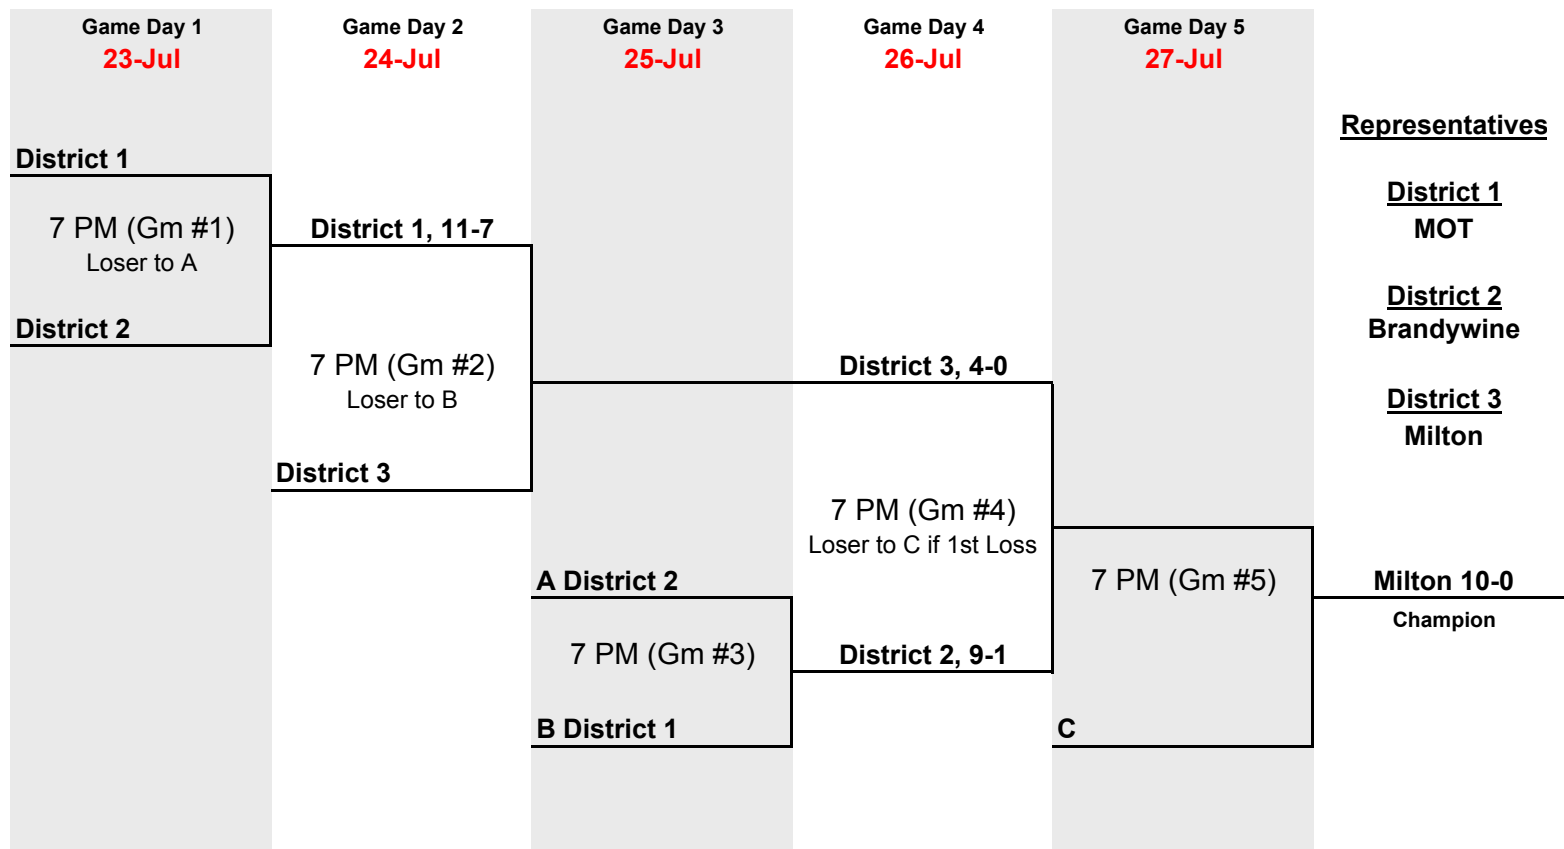 Game Day 1
23-Jul
Game Day 2
24-Jul
Game Day 3
25-Jul
Game Day 4
26-Jul
Game Day 5
27-Jul
District 1
7 PM (Gm #1)
Loser to A
District 2
District 1, 11-7
7 PM (Gm #2)
Loser to B
District 3
A District 2
7 PM (Gm #3)
B District 1
District 3, 4-0
7 PM (Gm #4)
Loser to C if 1st Loss
District 2, 9-1
7 PM (Gm #5)
C
Representatives
District 1
MOT
District 2
Brandywine
District 3
Milton
Milton 10-0
Champion